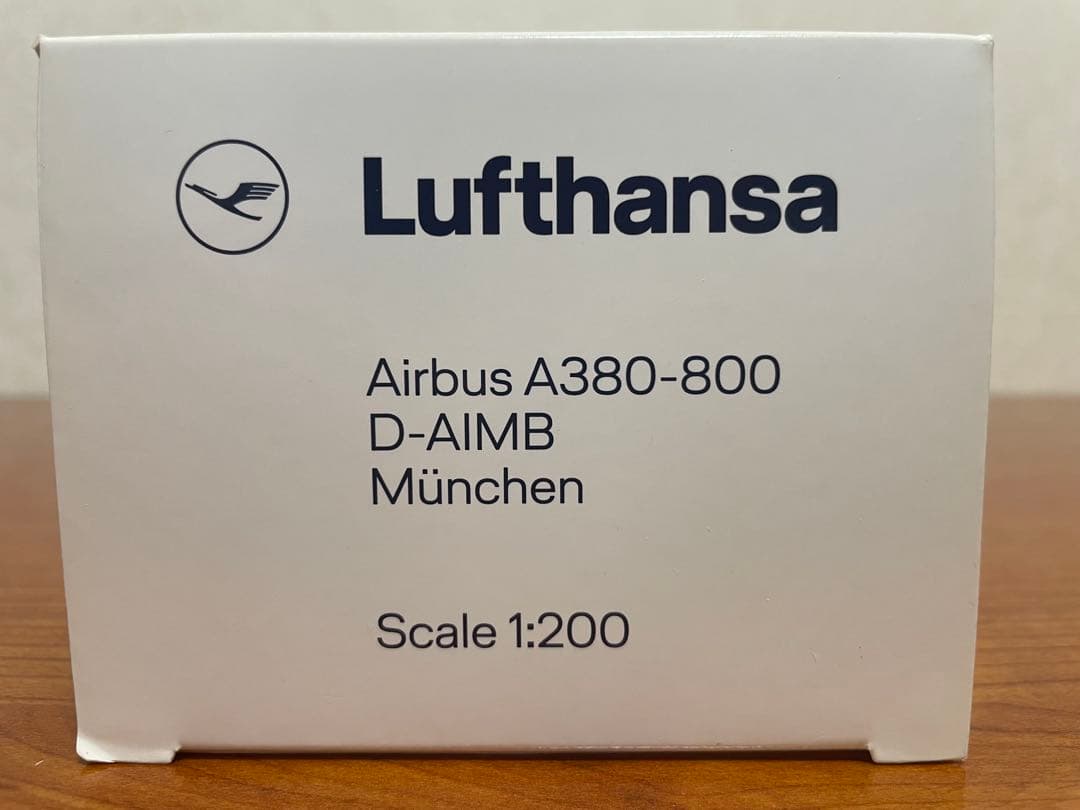 Lufthansa
Airbus A380-800
D-AIMB
München
Scale 1:200